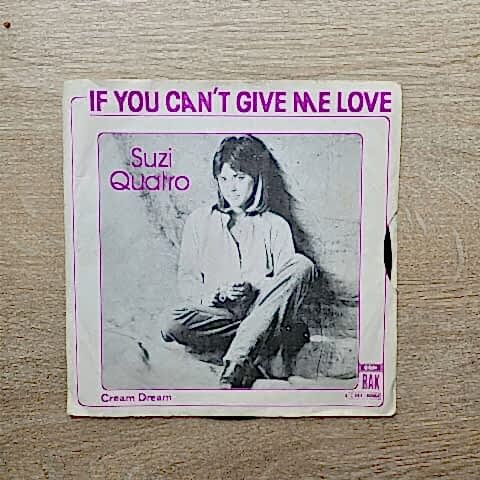 IF YOU CAN'T GIVE ME LOVE
Suzi
Quatro
RAK
Cream Dream